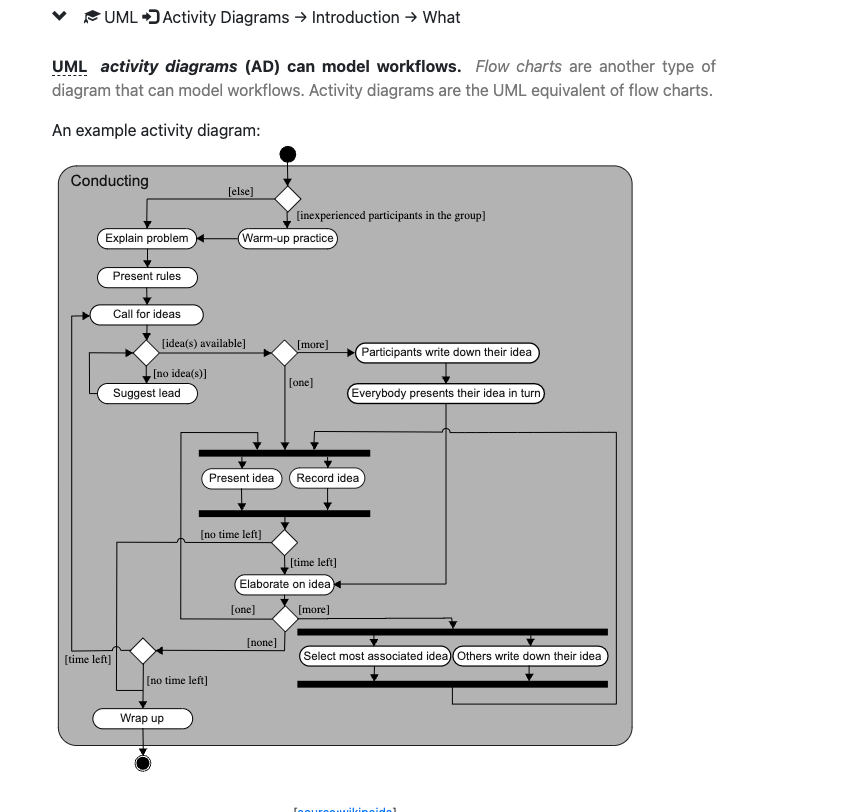 UML Activity Diagrams → Introduction → What
UML activity diagrams (AD) can model workflows. Flow charts are another type of
diagram that can model workflows. Activity diagrams are the UML equivalent of flow charts.
An example activity diagram:
Conducting
[else]
[inexperienced participants in the group]
Explain problem
Warm-up practice
Present rules
Call for ideas
[idea(s) available]
[more]
Participants write down their idea
[no idea(s)]
[one]
Suggest lead
Everybody presents their idea in turn
Present idea
Record idea
[no time left]
[time left]
Elaborate on idea
[one]
[more]
[none]
[time left]
Select most associated idea
Others write down their idea
[no time left]
Wrap up
[source:wikipeida]